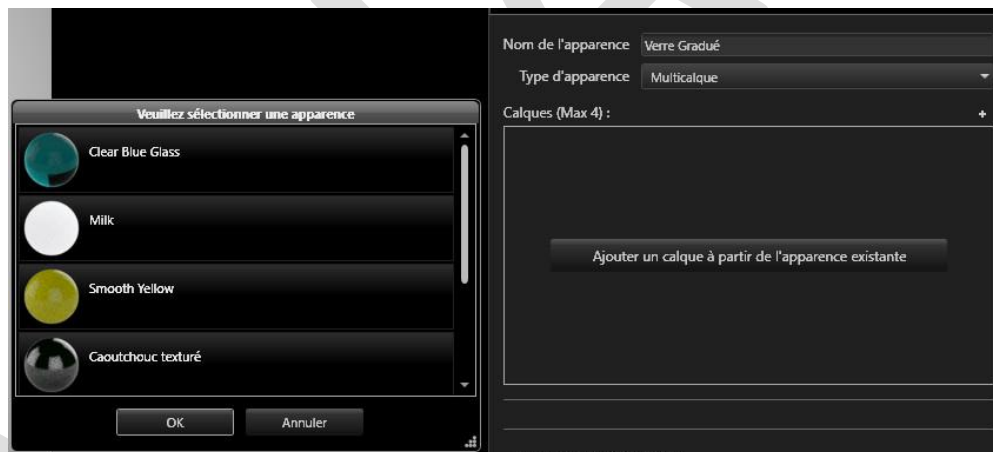 Nom de l'apparence Verre Gradué
Type d'apparence Multicalque
Calques (Max 4) : +
Ajouter un calque à partir de l'apparence existante
Veuillez sélectionner une apparence
Clear Blue Glass
Milk
Smooth Yellow
Caoutchouc texturé
OK Annuler